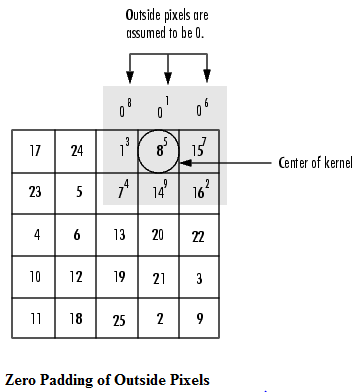 Outside pixels are
assumed to be 0.
0 8 0 1 0 6
17 24 1 3 8 5 15 7
Center of kernel
23 5 7 4 14 9 16 2
4 6 13 20 22
10 12 19 21 3
11 18 25 2 9
Zero Padding of Outside Pixels